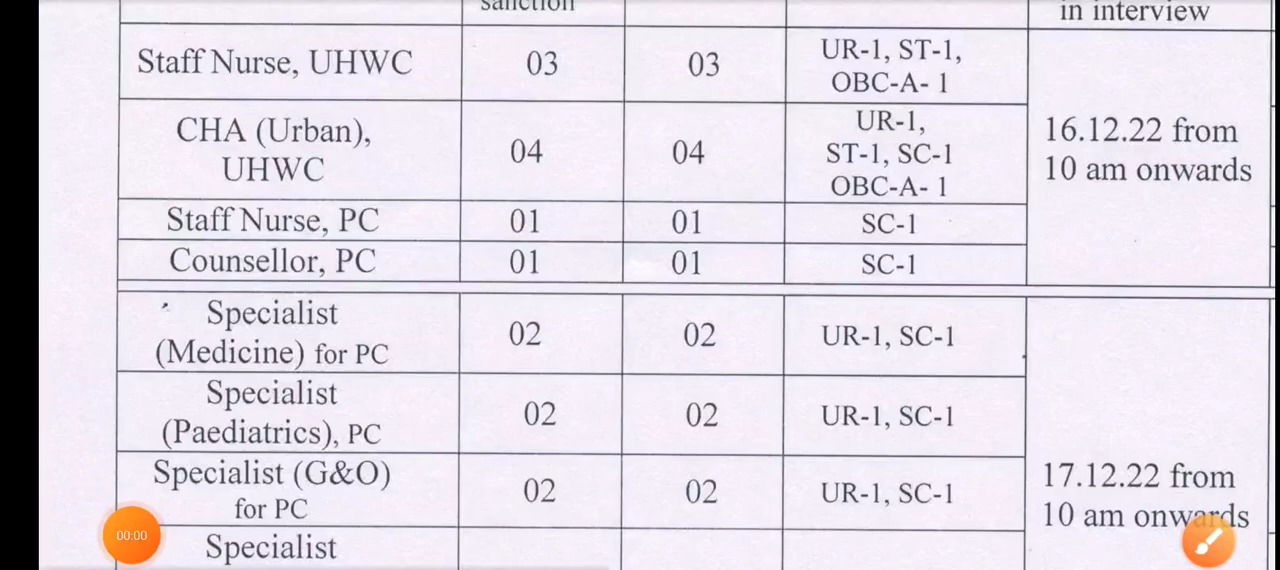 sanction
in interview
Staff Nurse, UHWC
03
03
UR-1, ST-1,
OBC-A- 1
CHA (Urban),
UHWC
04
04
UR-1,
ST-1, SC-1
OBC-A- 1
16.12.22 from
10 am onwards
Staff Nurse, PC
01
01
SC-1
Counsellor, PC
01
01
SC-1
Specialist
(Medicine) for PC
02
02
UR-1, SC-1
Specialist
(Paediatrics), PC
02
02
UR-1, SC-1
Specialist (G&O)
for PC
02
02
UR-1, SC-1
17.12.22 from
10 am onwards
Specialist
00:00